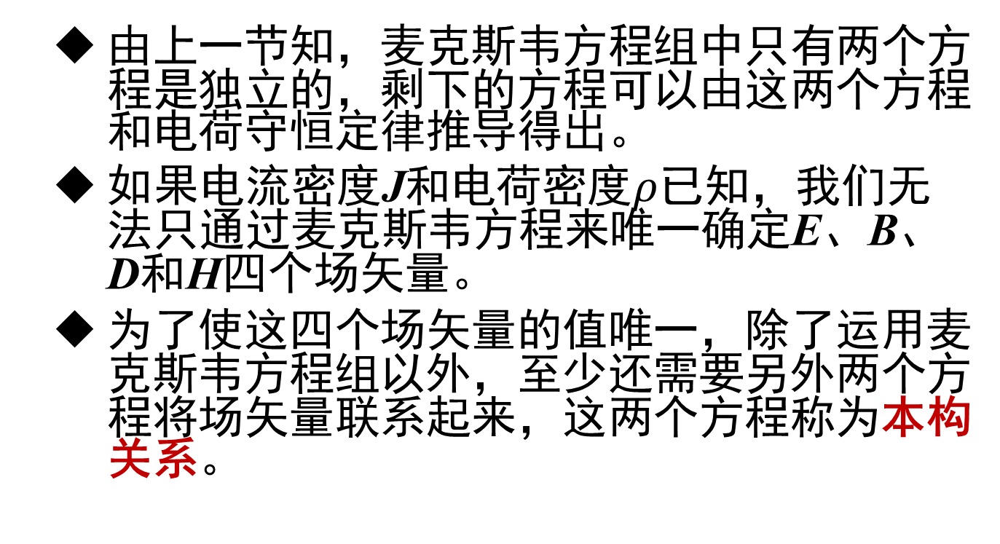 ◆ 由上一节知，麦克斯韦方程组中只有两个方
程是独立的，剩下的方程可以由这两个方程
和电荷守恒定律推导得出。
◆ 如果电流密度J和电荷密度ρ已知，我们无
法只通过麦克斯韦方程来唯一确定E、B、
D和H四个场矢量。
◆ 为了使这四个场矢量的值唯一，除了运用麦
克斯韦方程组以外，至少还需要另外两个方
程将场矢量联系起来，这两个方程称为本构
关系。